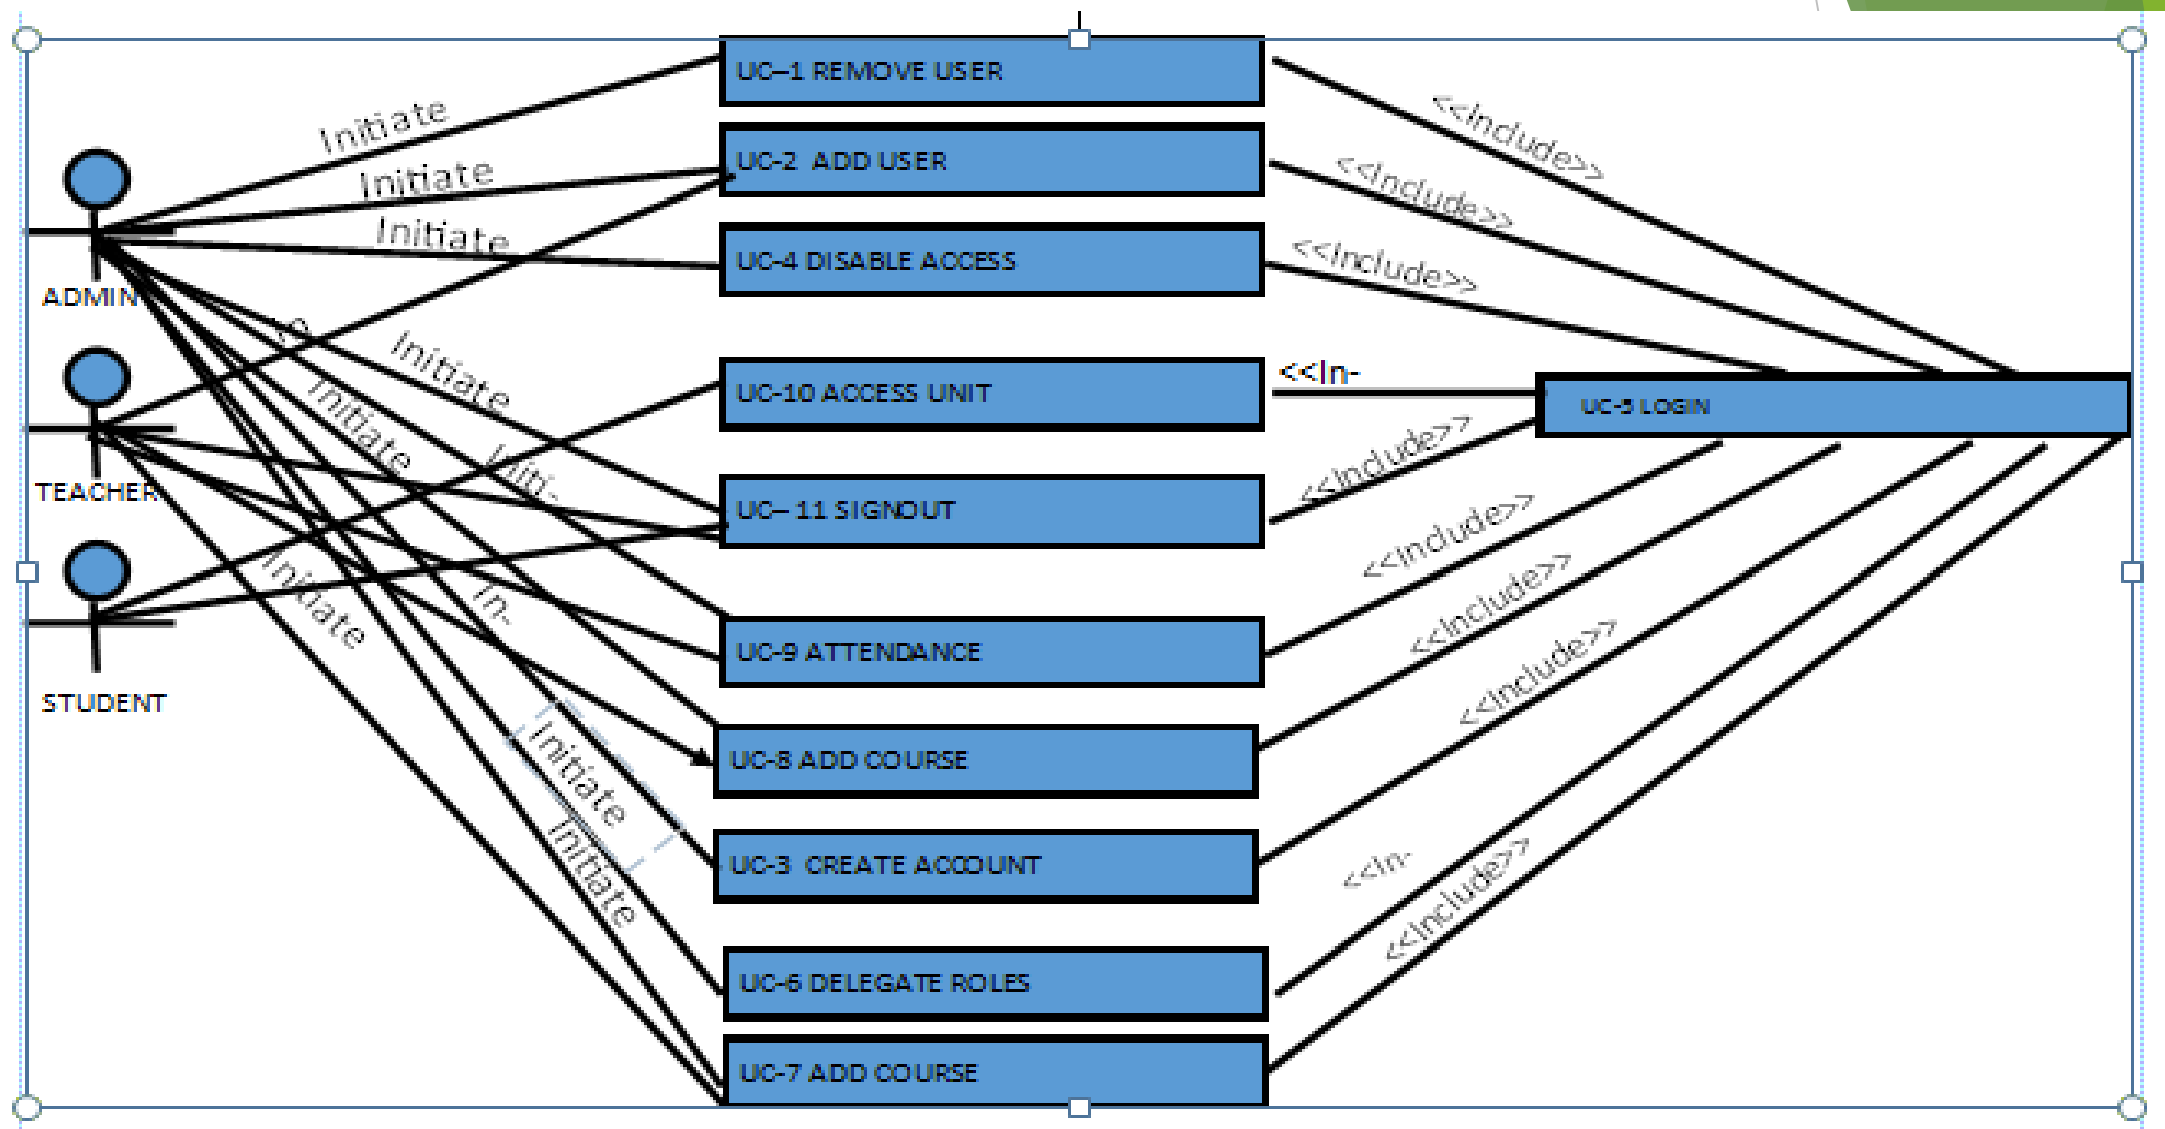 UC–1 REMOVE USER
Initiate
<<Include>>
UC-2  ADD USER
Initiate
<<Include>>
Initiate
UC-4 DISABLE ACCESS
<<Include>>
ADMIN
Initiate
UC-10 ACCESS UNIT
<<In-
UC-5 LOGIN
Initiate
<<Include>>
TEACHER
Initi-
UC– 11 SIGNOUT
<<Include>>
Initiate
In-
<<Include>>
UC-9 ATTENDANCE
<<Include>>
STUDENT
Initiate
UC-8 ADD COURSE
Initiate
UC-3  CREATE ACCOUNT
<<In-
<<Include>>
UC-6 DELEGATE ROLES
UC-7 ADD COURSE